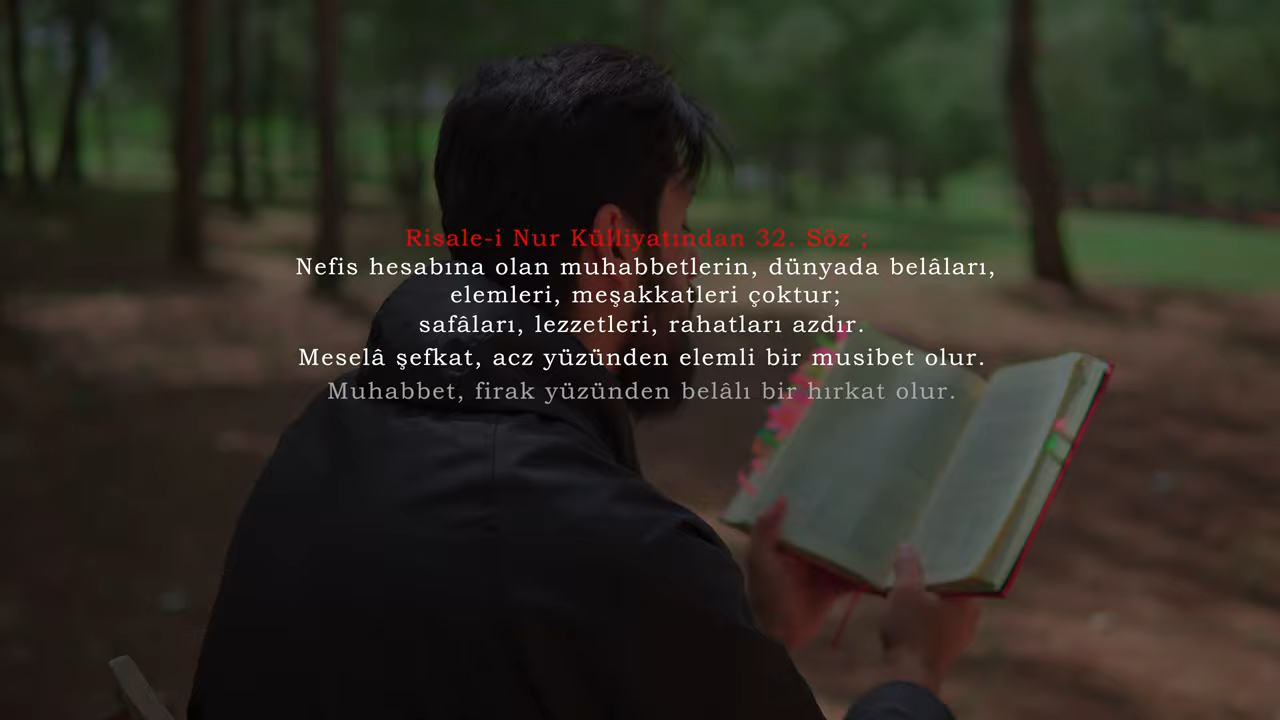 Risale-i Nur Külliyatından 32. Söz ;
Nefis hesabına olan muhabbetlerin, dünyada belâları,
elemleri, meşakkatleri çoktur;
safâları, lezzetleri, rahatları azdır.
Meselâ şefkat, acz yüzünden elemli bir musibet olur.
Muhabbet, firak yüzünden belâlı bir hırkat olur.